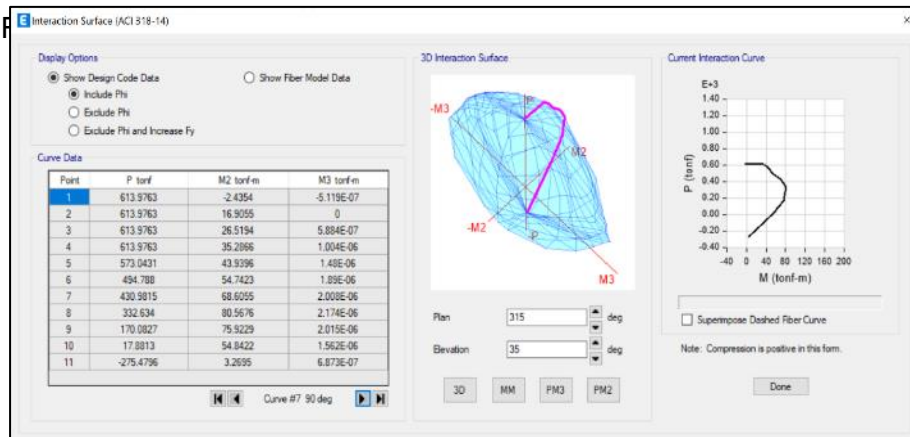 E Interaction Surface (ACI 318-14) ×
F
Display Options
Show Design Code Data Show Fiber Model Data
Include Phi
Exclude Phi
Exclude Phi and Increase Fy
Curve Data
Point P tonf M2 tonf-m M3 tonf-m
1 613.9763 -2.4354 -5.119E-07
2 613.9763 16.9055 0
3 613.9763 26.5194 5.884E-07
4 613.9763 35.2866 1.004E-06
5 573.0431 43.9396 1.48E-06
6 494.788 54.7423 1.89E-06
7 430.9815 68.6055 2.008E-06
8 332.634 80.5676 2.174E-06
9 170.0827 75.9229 2.015E-06
10 17.8813 54.8422 1.562E-06
11 -275.4796 3.2695 6.873E-07
Curve #7 90 deg
3D Interaction Surface
-M3
P
M2
-M2
-P
M3
Plan 315 deg
Elevation 35 deg
3D MM PM3 PM2
Current Interaction Curve
E+3
1.40
1.20
1.00
0.80
0.60
0.40
0.20
0.00
-0.20
-0.40
P (tonf)
-40 0 40 80 120 160 200
M (tonf-m)
Superimpose Dashed Fiber Curve
Note: Compression is positive in this form.
Done